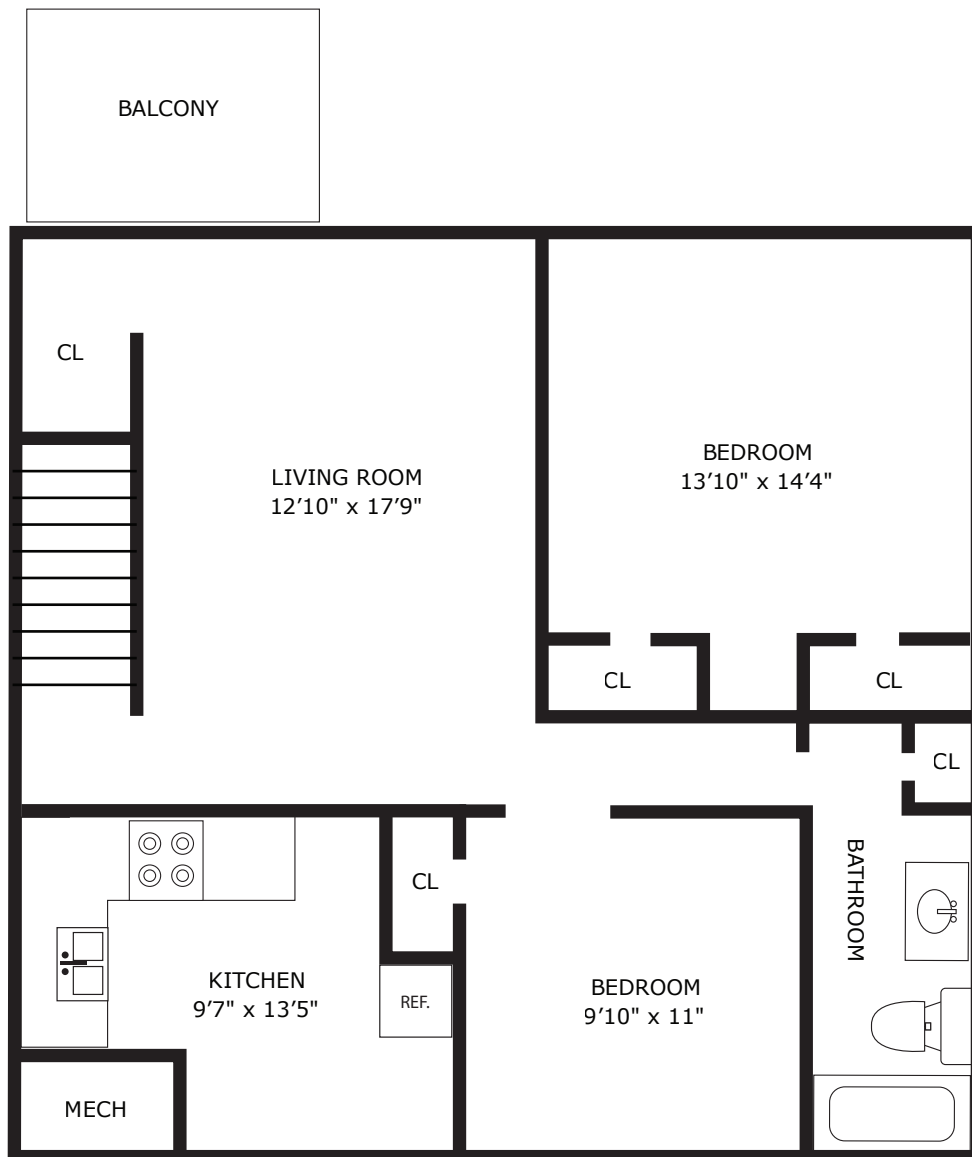 BALCONY
CL
LIVING ROOM
12'10" x 17'9"
BEDROOM
13'10" x 14'4"
CL
CL
CL
CL
BATHROOM
KITCHEN
9'7" x 13'5"
REF.
BEDROOM
9'10" x 11"
MECH